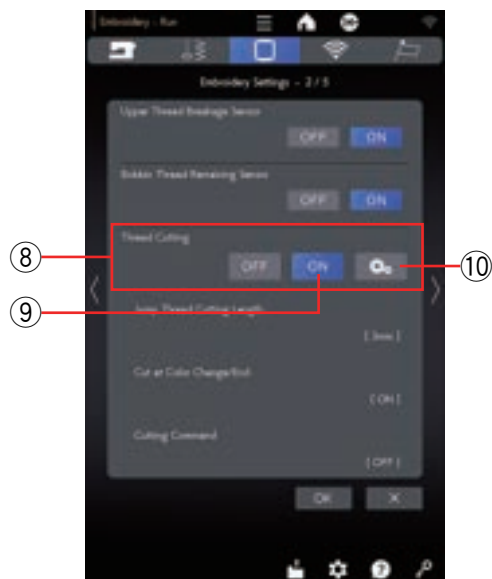 Embroidery - Run
Embroidery Settings - 2 / 5
Upper Thread Breakage Sensor
OFF ON
Bobbin Thread Remaining Sensor
OFF ON
Thread Cutting
⑧ OFF ON ⑩
⑨
Jump Thread Cutting Length
[ 3mm ]
Cut at Color Change/End
[ ON ]
Cutting Command
[ OFF ]
OK X
?